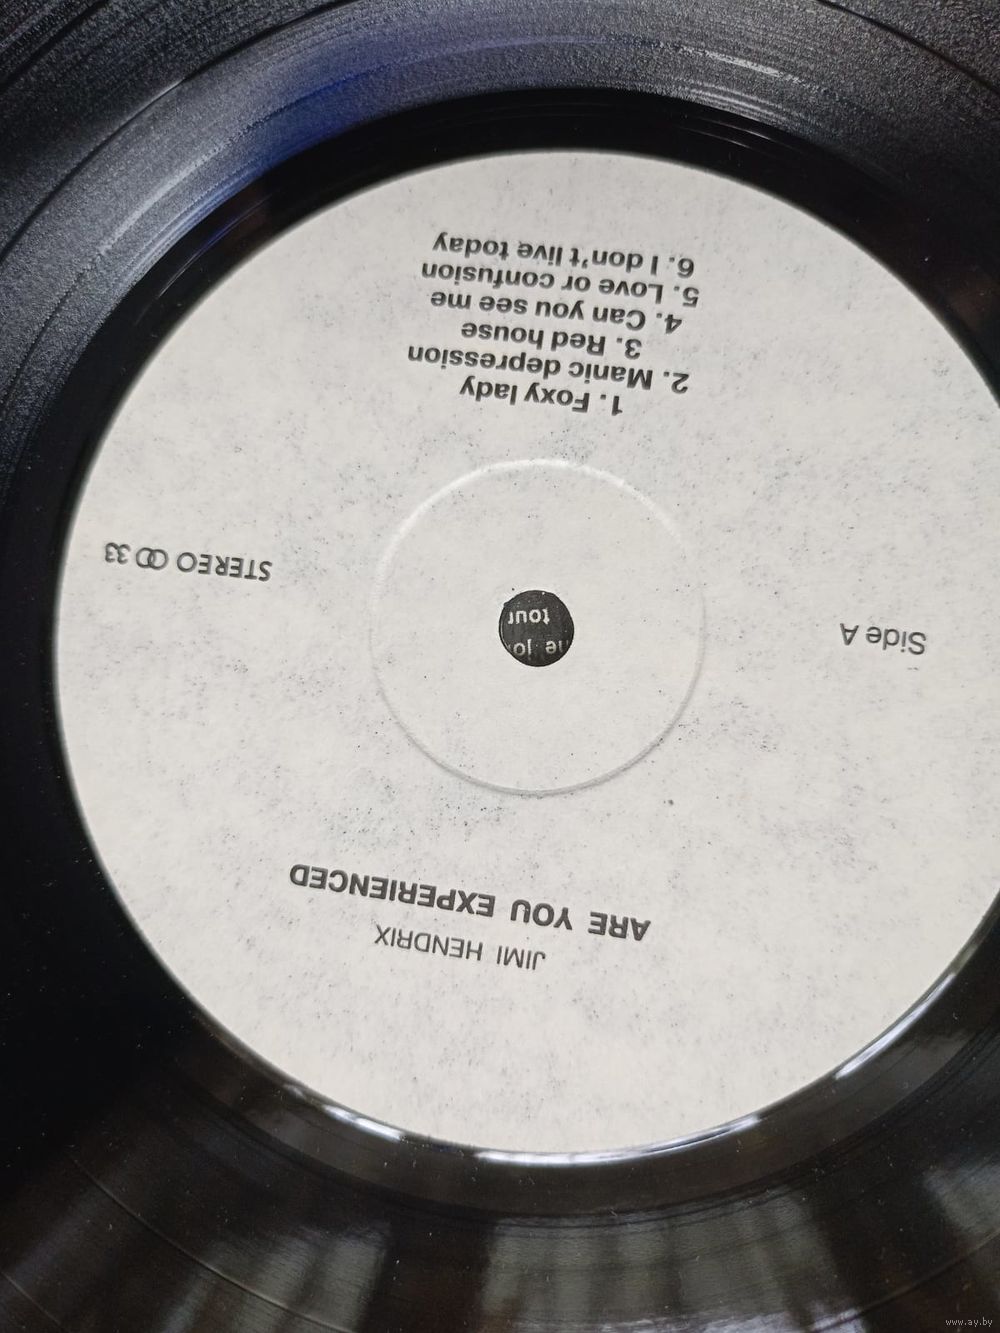 JIMI HENDRIX
ARE YOU EXPERIENCED
Side A
tour
STEREO 33
1. Foxy lady
2. Manic depression
3. Red house
4. Can you see me
5. Love or confusion
6. I don't live today
www.ay.by